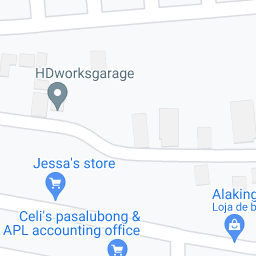 HDworksgarage
Jessa's store
Celi's pasalubong &
APL accounting office
Alaking
Loja de b